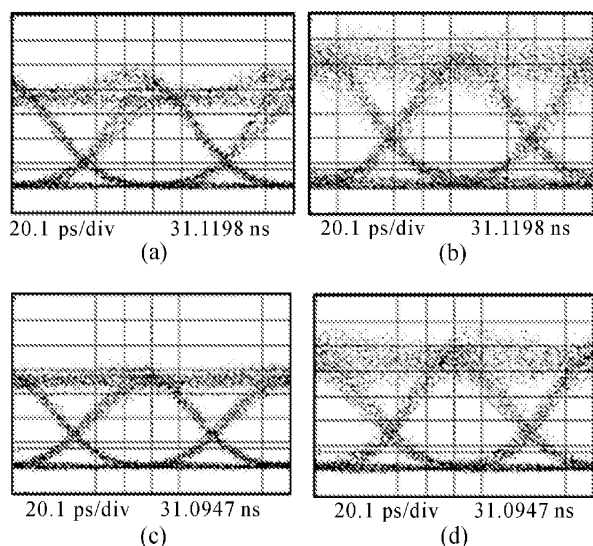 20.1 ps/div 31.1198 ns
(a)
20.1 ps/div 31.1198 ns
(b)
20.1 ps/div 31.0947 ns
(c)
20.1 ps/div 31.0947 ns
(d)